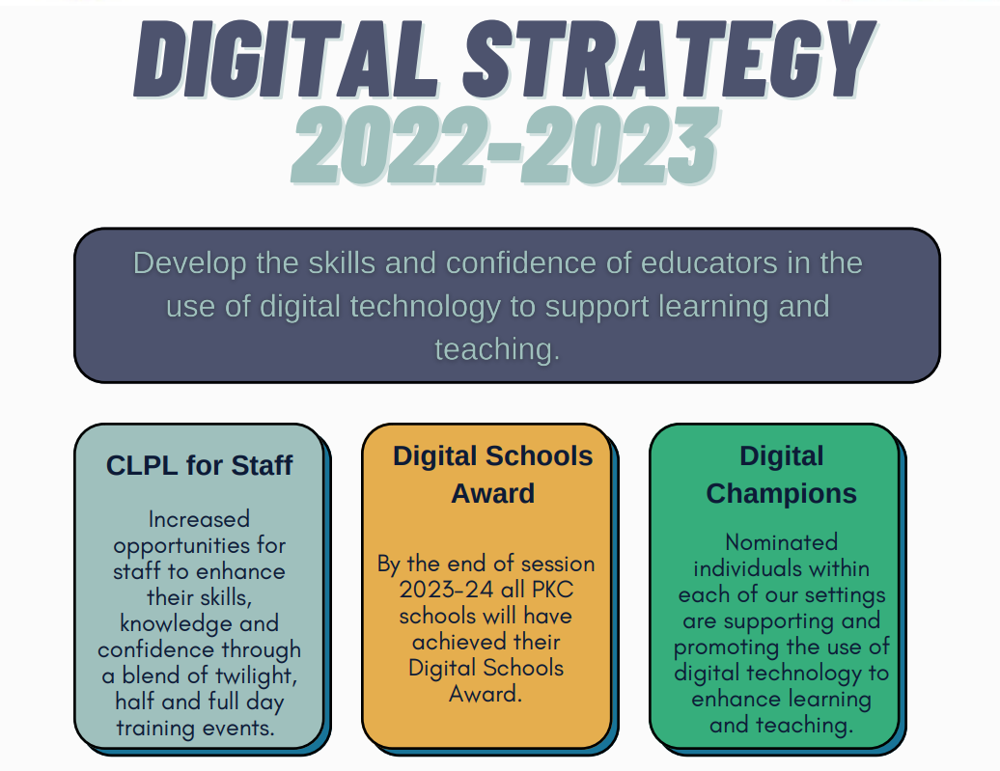 DIGITAL STRATEGY
2022-2023
Develop the skills and confidence of educators in the
use of digital technology to support learning and
teaching.
CLPL for Staff
Increased
opportunities for
staff to enhance
their skills,
knowledge and
confidence through
a blend of twilight,
half and full day
training events.
Digital Schools
Award
By the end of session
2023-24 all PKC
schools will have
achieved their
Digital Schools
Award.
Digital
Champions
Nominated
individuals within
each of our settings
are supporting and
promoting the use of
digital technology to
enhance learning
and teaching.